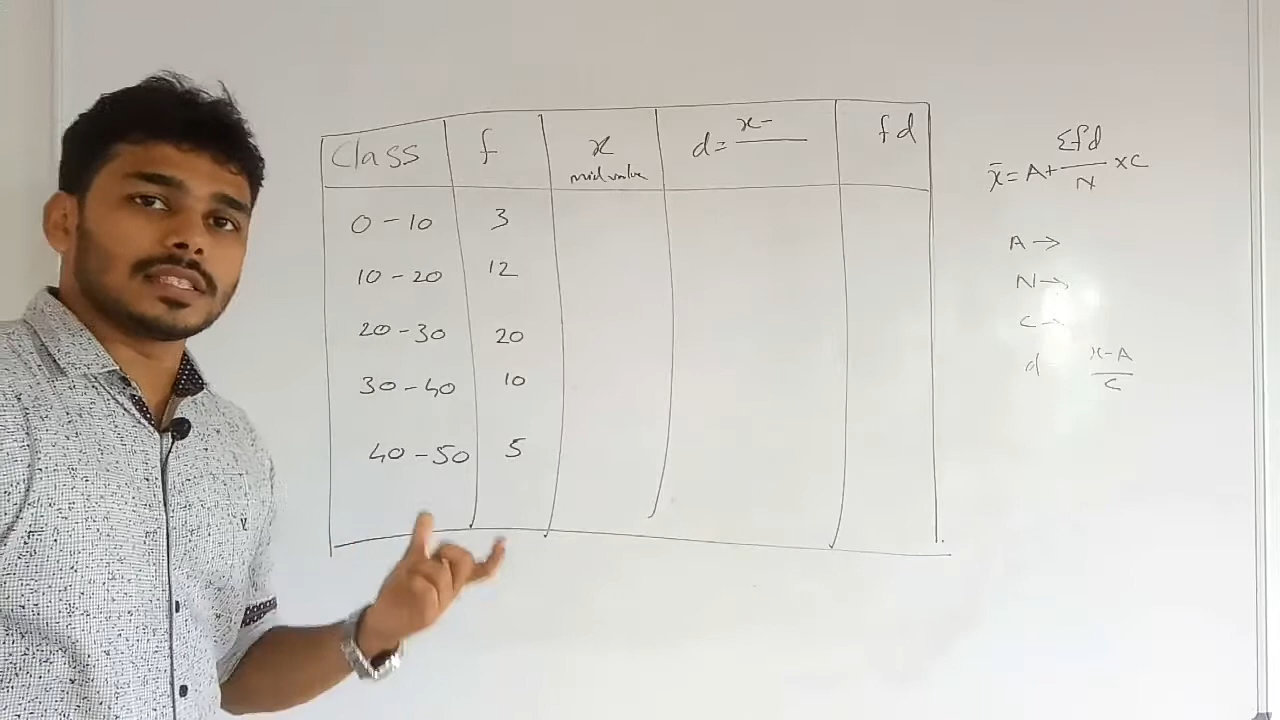 Class f x d= x- fd
mid value
0-10 3
10-20 12
20-30 20
30-40 10
40-50 5
x̄ = A + Σfd/N × C
A →
N →
C →
d x-A/C